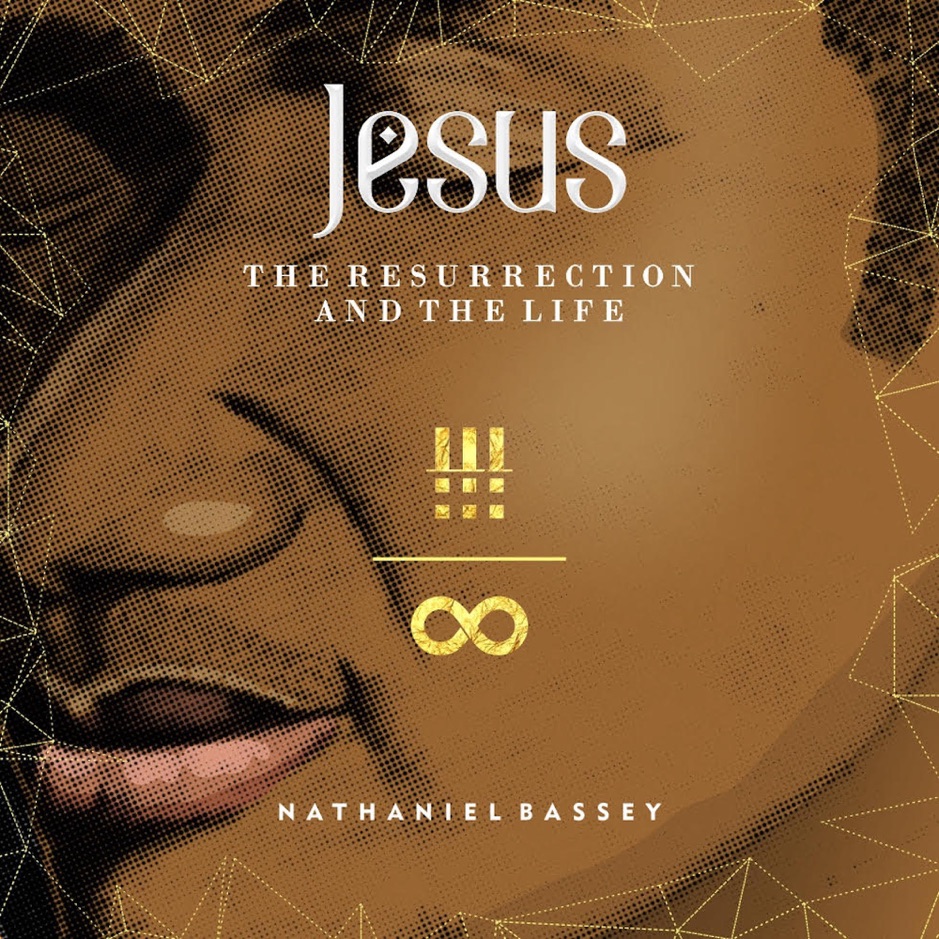 Jesus
THE RESURRECTION
AND THE LIFE
!!!
∞
NATHANIEL BASSEY